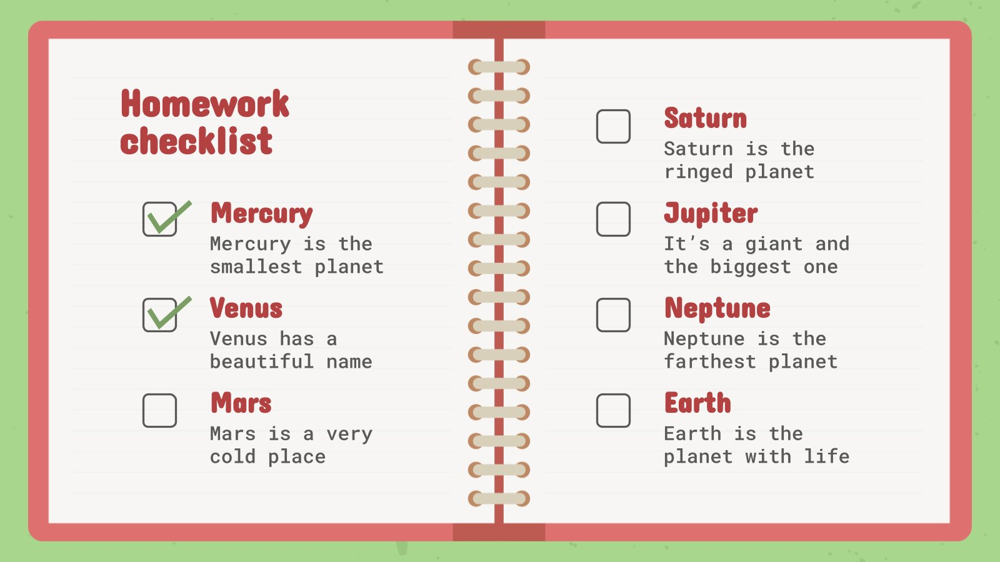 Homework
checklist
Mercury
Mercury is the
smallest planet
Venus
Venus has a
beautiful name
Mars
Mars is a very
cold place
Saturn
Saturn is the
ringed planet
Jupiter
It’s a giant and
the biggest one
Neptune
Neptune is the
farthest planet
Earth
Earth is the
planet with life